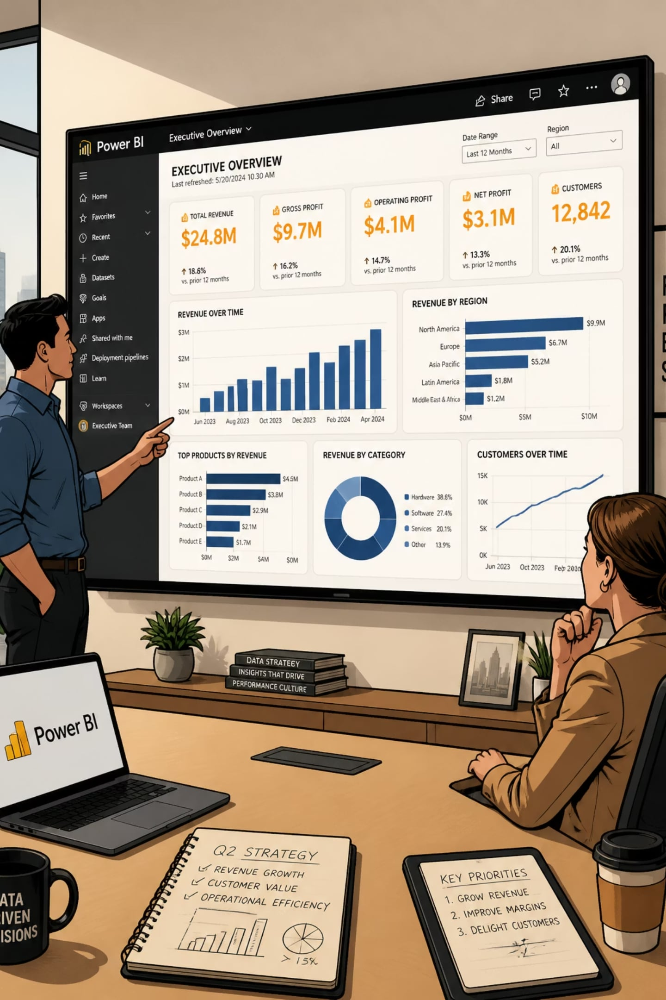 Share
Power BI
Executive Overview
Date Range
Region
Last 12 Months
All
EXECUTIVE OVERVIEW
Last refreshed: 5/20/2024 10.30 AM
Home
Favorites
Recent
Create
Datasets
Goals
Apps
Shared with me
Deployment pipelines
Learn
Workspaces
Executive Team
TOTAL REVENUE
$24.8M
18.6%
vs. prior 12 months
GROSS PROFIT
$9.7M
16.2%
vs. prior 12 months
OPERATING PROFIT
$4.1M
14.7%
vs. prior 12 months
NET PROFIT
$3.1M
13.3%
vs. prior 12 months
CUSTOMERS
12,842
20.1%
vs. prior 12 months
REVENUE OVER TIME
$3M
$2M
$1M
$0M
Jun 2023 Aug 2023 Oct 2023 Dec 2023 Feb 2024 Apr 2024
REVENUE BY REGION
North America $9.9M
Europe $6.7M
Asia Pacific $5.2M
Latin America $1.8M
Middle East & Africa $1.2M
$0M $5M $10M
TOP PRODUCTS BY REVENUE
Product A $4.5M
Product B $3.8M
Product C $2.9M
Product D $2.1M
Product E $1.7M
$0M $2M $4M $0M
REVENUE BY CATEGORY
Hardware 38.6%
Software 27.4%
Services 20.1%
Other 13.9%
CUSTOMERS OVER TIME
15K
10K
5K
0K
Jun 2023 Oct 2023 Feb
DATA STRATEGY
INSIGHTS THAT DRIVE
PERFORMANCE CULTURE
Power BI
Q2 STRATEGY
REVENUE GROWTH
CUSTOMER VALUE
OPERATIONAL EFFICIENCY
> 15%
KEY PRIORITIES
1. GROW REVENUE
2. IMPROVE MARGINS
3. DELIGHT CUSTOMERS
ATA
IVEN
ISIONS